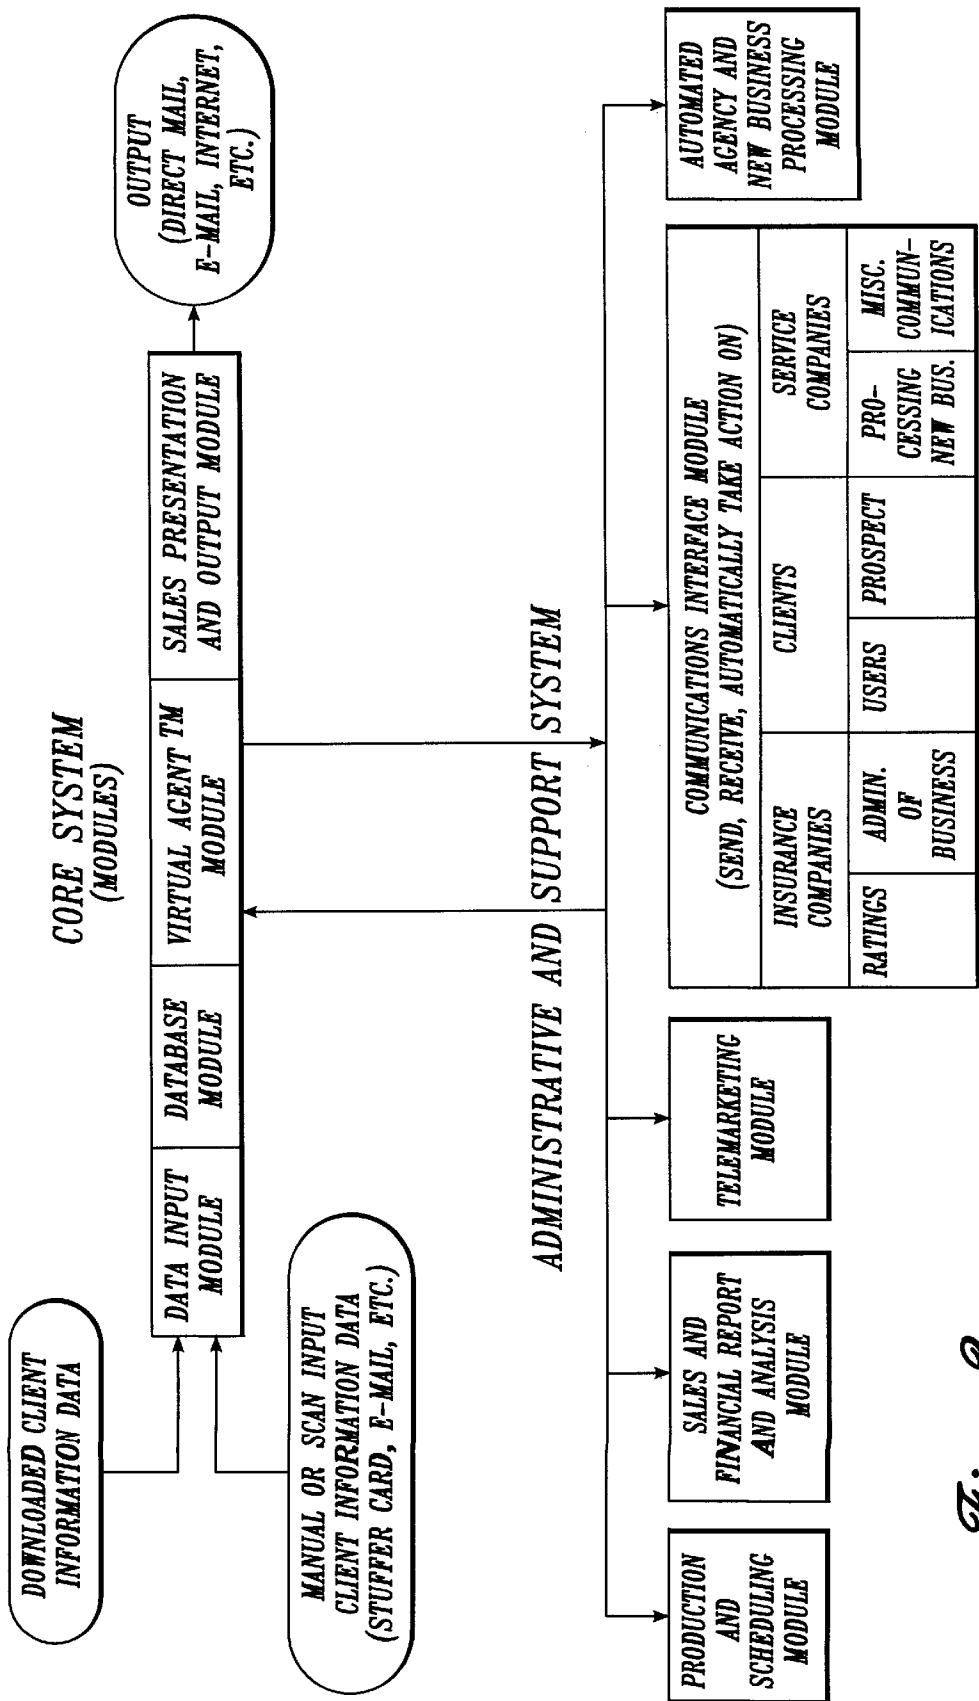 CORE SYSTEM
(MODULES)
DOWNLOADED CLIENT
INFORMATION DATA
MANUAL OR SCAN INPUT
CLIENT INFORMATION DATA
(STUFFER CARD, E-MAIL, ETC.)
DATA INPUT
MODULE
DATABASE
MODULE
VIRTUAL AGENT TM
MODULE
SALES PRESENTATION
AND OUTPUT MODULE
OUTPUT
(DIRECT MAIL,
E-MAIL, INTERNET,
ETC.)
ADMINISTRATIVE AND SUPPORT SYSTEM
PRODUCTION
AND
SCHEDULING
MODULE
SALES AND
FINANCIAL REPORT
AND ANALYSIS
MODULE
TELEMARKETING
MODULE
COMMUNICATIONS INTERFACE MODULE
(SEND, RECEIVE, AUTOMATICALLY TAKE ACTION ON)
INSURANCE
COMPANIES
CLIENTS
SERVICE
COMPANIES
RATINGS
ADMIN.
OF
BUSINESS
USERS
PROSPECT
PRO-
CESSING
NEW BUS.
MISC.
COMMUN-
ICATIONS
AUTOMATED
AGENCY AND
NEW BUSINESS
PROCESSING
MODULE